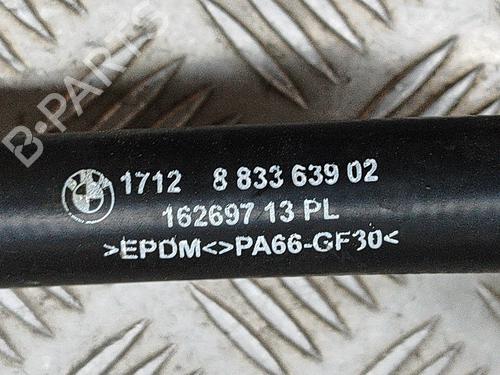 B-PARTS
1712 8 833 639 02
162697 13 PL
>EPDM<>PA66-GF30<